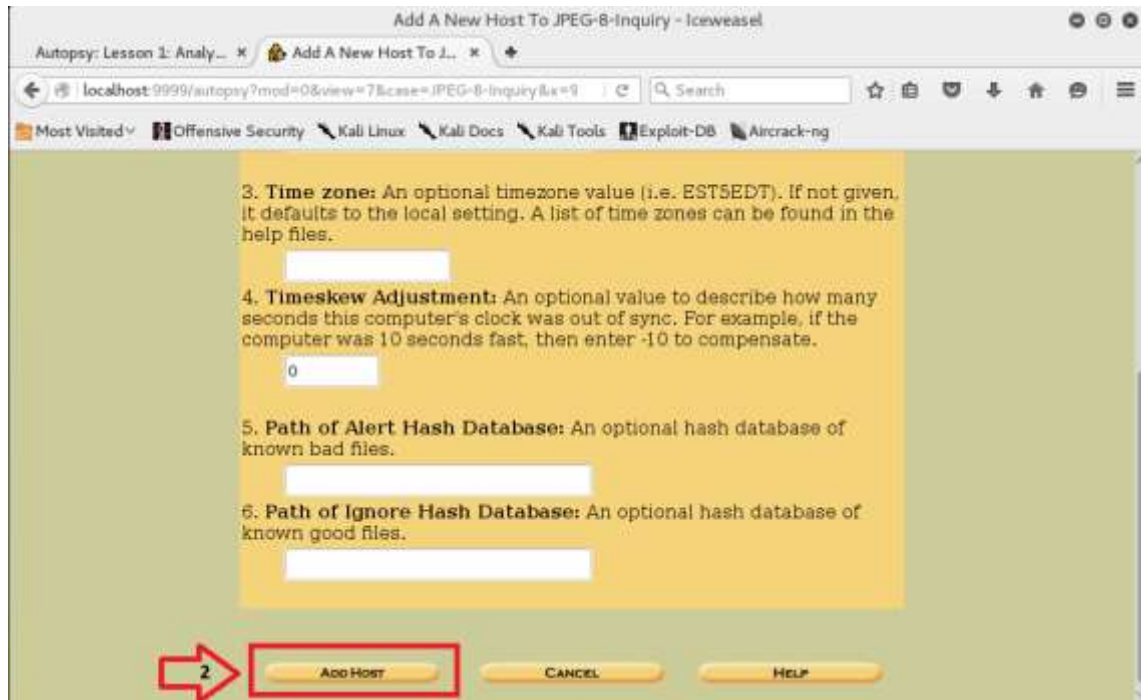 Add A New Host To JPEG-8-Inquiry - Iceweasel
Autopsy: Lesson 1: Analy... × Add A New Host To J... ×
localhost:9999/autopsy?mod=0&view=7&case=JPEG-8-Inquiry&x=9 Search
Most Visited Offensive Security Kali Linux Kali Docs Kali Tools Exploit-DB Aircrack-ng
3. Time zone: An optional timezone value (i.e. EST5EDT). If not given,
it defaults to the local setting. A list of time zones can be found in the
help files.
4. Timeskew Adjustment: An optional value to describe how many
seconds this computer's clock was out of sync. For example, if the
computer was 10 seconds fast, then enter -10 to compensate.
0
5. Path of Alert Hash Database: An optional hash database of
known bad files.
6. Path of Ignore Hash Database: An optional hash database of
known good files.
2 ADD HOST CANCEL HELP